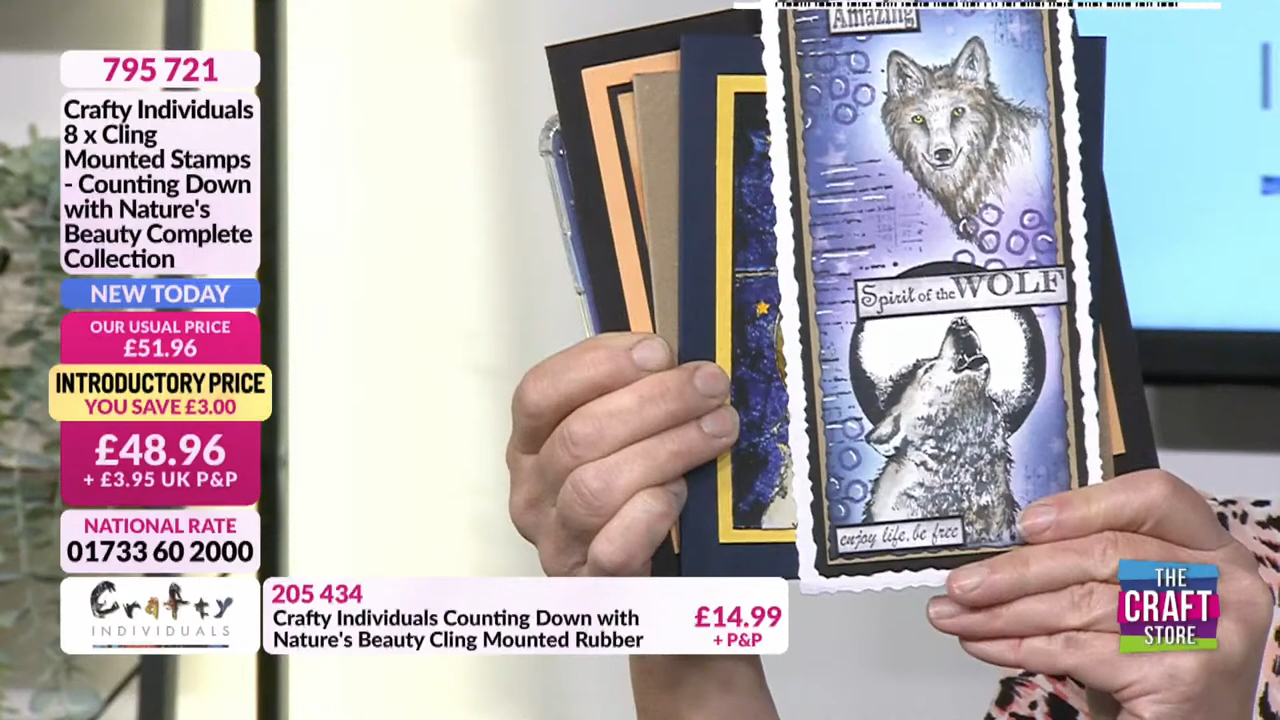 795 721
Crafty Individuals
8 x Cling
Mounted Stamps
- Counting Down
with Nature's
Beauty Complete
Collection
NEW TODAY
OUR USUAL PRICE
£51.96
INTRODUCTORY PRICE
YOU SAVE £3.00
£48.96
+ £3.95 UK P&P
NATIONAL RATE
01733 60 2000
Crafty
INDIVIDUALS
205 434
Crafty Individuals Counting Down with
Nature's Beauty Cling Mounted Rubber
£14.99
+ P&P
Amazing
Spirit of the WOLF
enjoy life, be free
THE
CRAFT
STORE